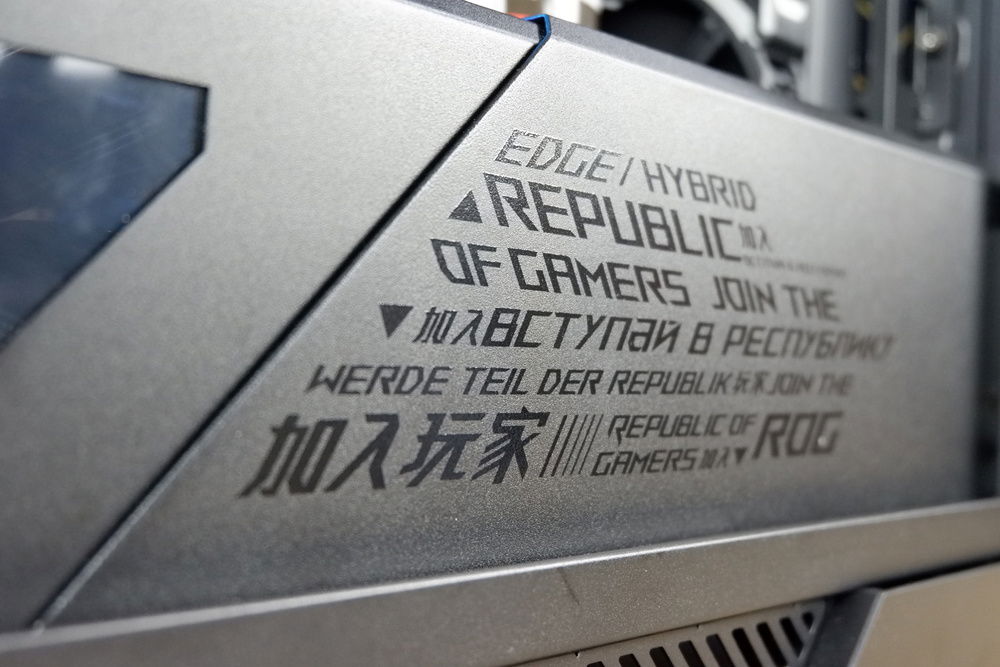 EDGE / HYBRID
▲REPUBLIC加入
OF GAMERS JOIN THE
▼加入ВСТУПАЙ В РЕСПУБЛИКУ
WERDE TEIL DER REPUBLIK玩家JOIN THE
加入玩家////// REPUBLIC OF
GAMERS加入▼ ROG